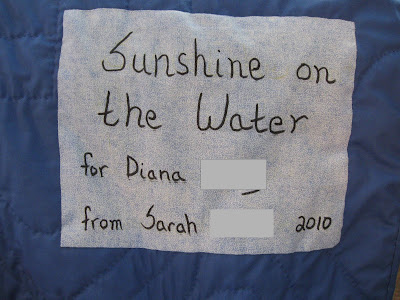 Sunshine on
the Water
for Diana
from Sarah 2010